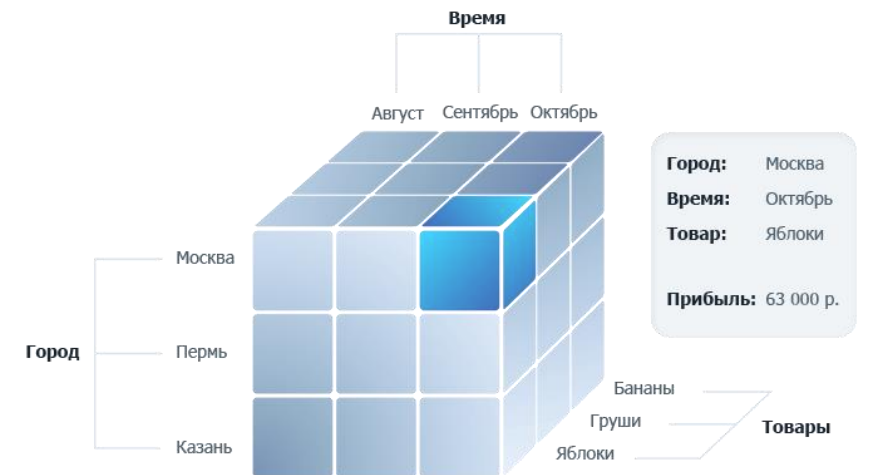 Время
Август Сентябрь Октябрь
Город: Москва
Время: Октябрь
Товар: Яблоки
Прибыль: 63 000 р.
Москва
Город
Пермь
Казань
Бананы
Груши
Яблоки
Товары